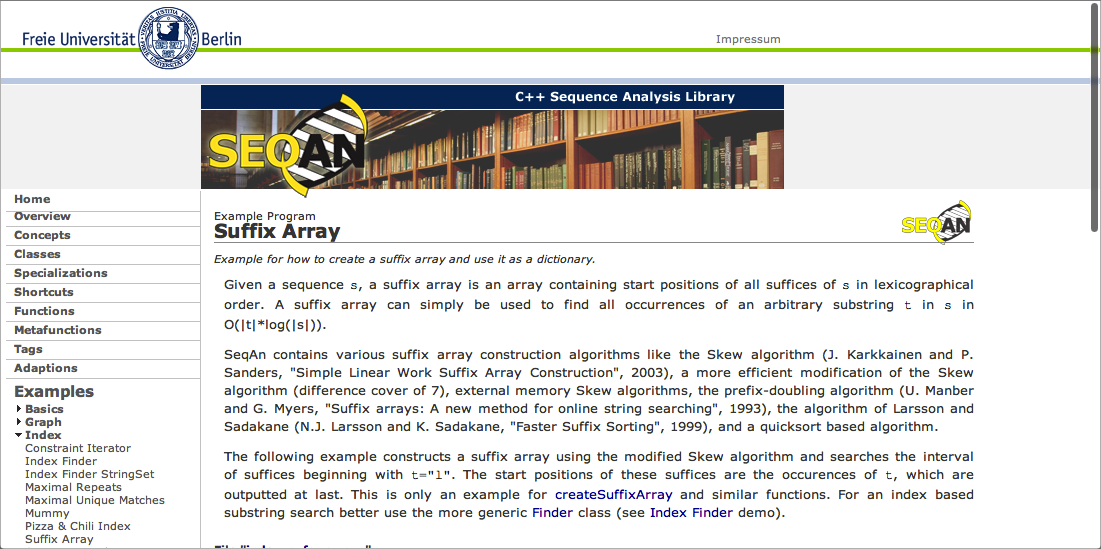 Freie Universität Berlin
Impressum
C++ Sequence Analysis Library
SEQAN
Home
Overview
Concepts
Classes
Specializations
Shortcuts
Functions
Metafunctions
Tags
Adaptions
Examples
Basics
Graph
Index
Constraint Iterator
Index Finder
Index Finder StringSet
Maximal Repeats
Maximal Unique Matches
Mummy
Pizza & Chili Index
Suffix Array
Example Program
Suffix Array
SEQAN
Example for how to create a suffix array and use it as a dictionary.
Given a sequence s, a suffix array is an array containing start positions of all suffices of s in lexicographical
order. A suffix array can simply be used to find all occurrences of an arbitrary substring t in s in
O(|t|*log(|s|)).
SeqAn contains various suffix array construction algorithms like the Skew algorithm (J. Karkkainen and P.
Sanders, "Simple Linear Work Suffix Array Construction", 2003), a more efficient modification of the Skew
algorithm (difference cover of 7), external memory Skew algorithms, the prefix-doubling algorithm (U. Manber
and G. Myers, "Suffix arrays: A new method for online string searching", 1993), the algorithm of Larsson and
Sadakane (N.J. Larsson and K. Sadakane, "Faster Suffix Sorting", 1999), and a quicksort based algorithm.
The following example constructs a suffix array using the modified Skew algorithm and searches the interval
of suffices beginning with t="l". The start positions of these suffices are the occurences of t, which are
outputted at last. This is only an example for createSuffixArray and similar functions. For an index based
substring search better use the more generic Finder class (see Index Finder demo).